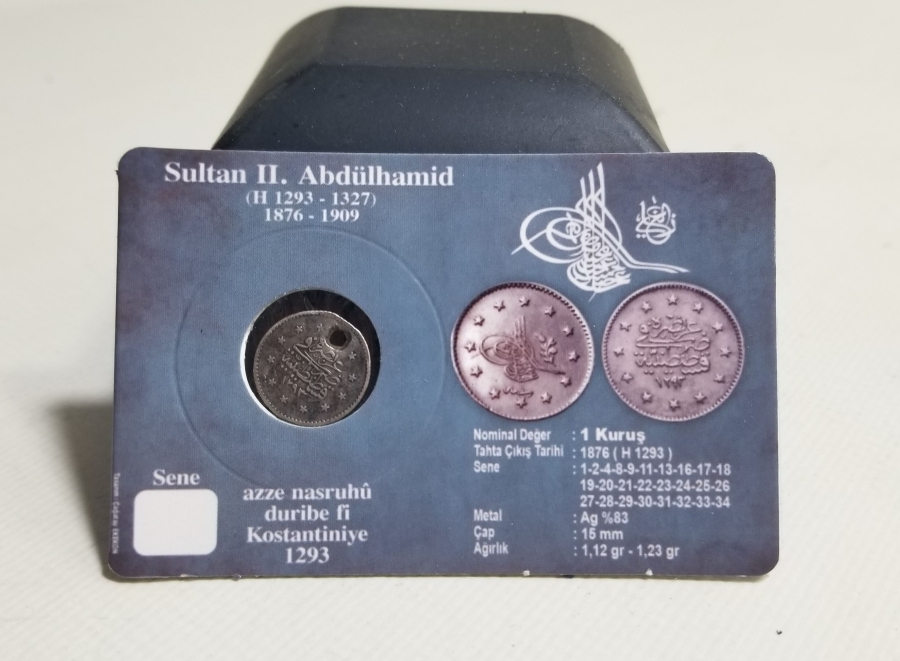 Sultan II. Abdülhamid
(H 1293 - 1327)
1876 - 1909
Nominal Değer : 1 Kuruş
Tahta Çıkış Tarihi : 1876 ( H 1293 )
Sene : 1-2-4-8-9-11-13-16-17-18
19-20-21-22-23-24-25-26
27-28-29-30-31-32-33-34
Metal : Ag %83
Çap : 15 mm
Ağırlık : 1,12 gr - 1,23 gr
Sene
azze nasruhû
duribe fi
Kostantiniye
1293
١٢٩٣